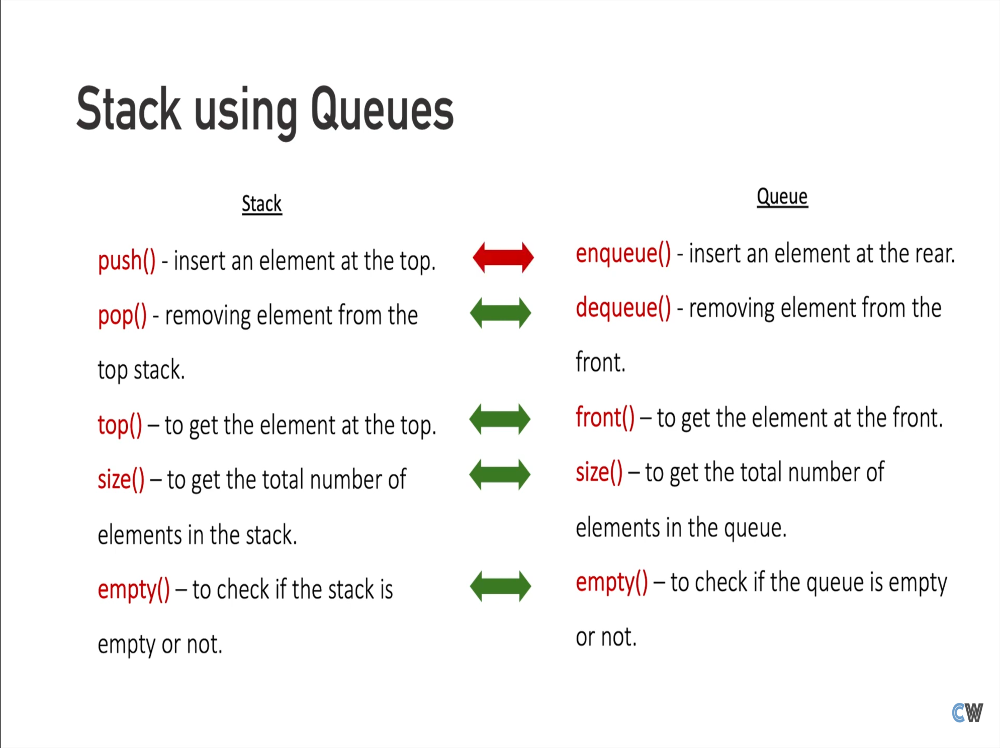 Stack using Queues
Stack
push() - insert an element at the top.
pop() - removing element from the
top stack.
top() – to get the element at the top.
size() – to get the total number of
elements in the stack.
empty() – to check if the stack is
empty or not.
Queue
enqueue() - insert an element at the rear.
dequeue() - removing element from the
front.
front() – to get the element at the front.
size() – to get the total number of
elements in the queue.
empty() – to check if the queue is empty
or not.
CW